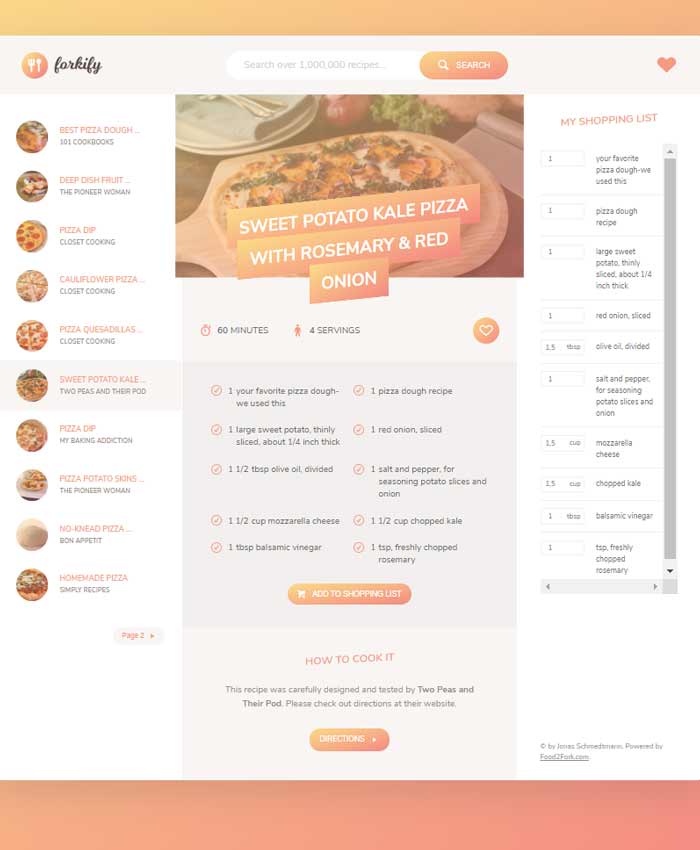 forkify
Search over 1,000,000 recipes...
SEARCH
BEST PIZZA DOUGH ...
101 COOKBOOKS
DEEP DISH FRUIT ...
THE PIONEER WOMAN
PIZZA DIP
CLOSET COOKING
CAULIFLOWER PIZZA ...
CLOSET COOKING
PIZZA QUESADILLAS ...
CLOSET COOKING
SWEET POTATO KALE ...
TWO PEAS AND THEIR POD
PIZZA DIP
MY BAKING ADDICTION
PIZZA POTATO SKINS ...
THE PIONEER WOMAN
NO-KNEAD PIZZA ...
BON APPETIT
HOMEMADE PIZZA
SIMPLY RECIPES
Page 2
SWEET POTATO KALE PIZZA
WITH ROSEMARY & RED
ONION
60 MINUTES
4 SERVINGS
1 your favorite pizza dough-
we used this
1 pizza dough recipe
1 large sweet potato, thinly
sliced, about 1/4 inch thick
1 red onion, sliced
1 1/2 tbsp olive oil, divided
1 salt and pepper, for
seasoning potato slices and
onion
1 1/2 cup mozzarella cheese
1 1/2 cup chopped kale
1 tbsp balsamic vinegar
1 tsp, freshly chopped
rosemary
ADD TO SHOPPING LIST
HOW TO COOK IT
This recipe was carefully designed and tested by Two Peas and
Their Pod. Please check out directions at their website.
DIRECTIONS
MY SHOPPING LIST
1 your favorite
pizza dough-we
used this
1 pizza dough
recipe
1 large sweet
potato, thinly
sliced, about 1/4
inch thick
1 red onion, sliced
1,5 tbsp olive oil, divided
1 salt and pepper,
for seasoning
potato slices and
onion
1,5 cup mozzarella
cheese
1,5 cup chopped kale
1 tbsp balsamic vinegar
1 tsp, freshly
chopped
rosemary
© by Jonas Schmedtmann. Powered by
Food2Fork.com.